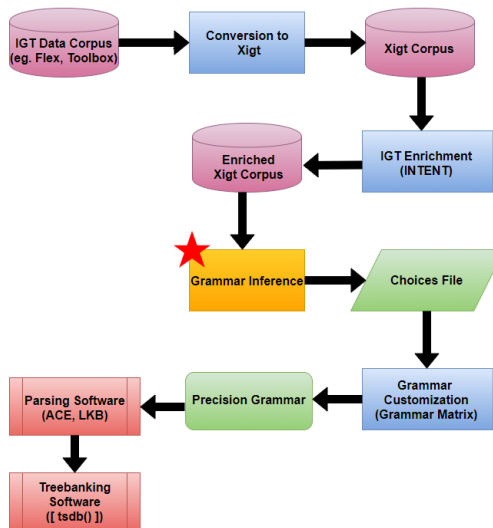 IGT Data Corpus
(eg. Flex, Toolbox)
Conversion to
Xigt
Xigt Corpus
IGT Enrichment
(INTENT)
Enriched
Xigt Corpus
Grammar Inference
Choices File
Grammar
Customization
(Grammar Matrix)
Precision Grammar
Parsing Software
(ACE, LKB)
Treebanking
Software
([ tsdb() ])